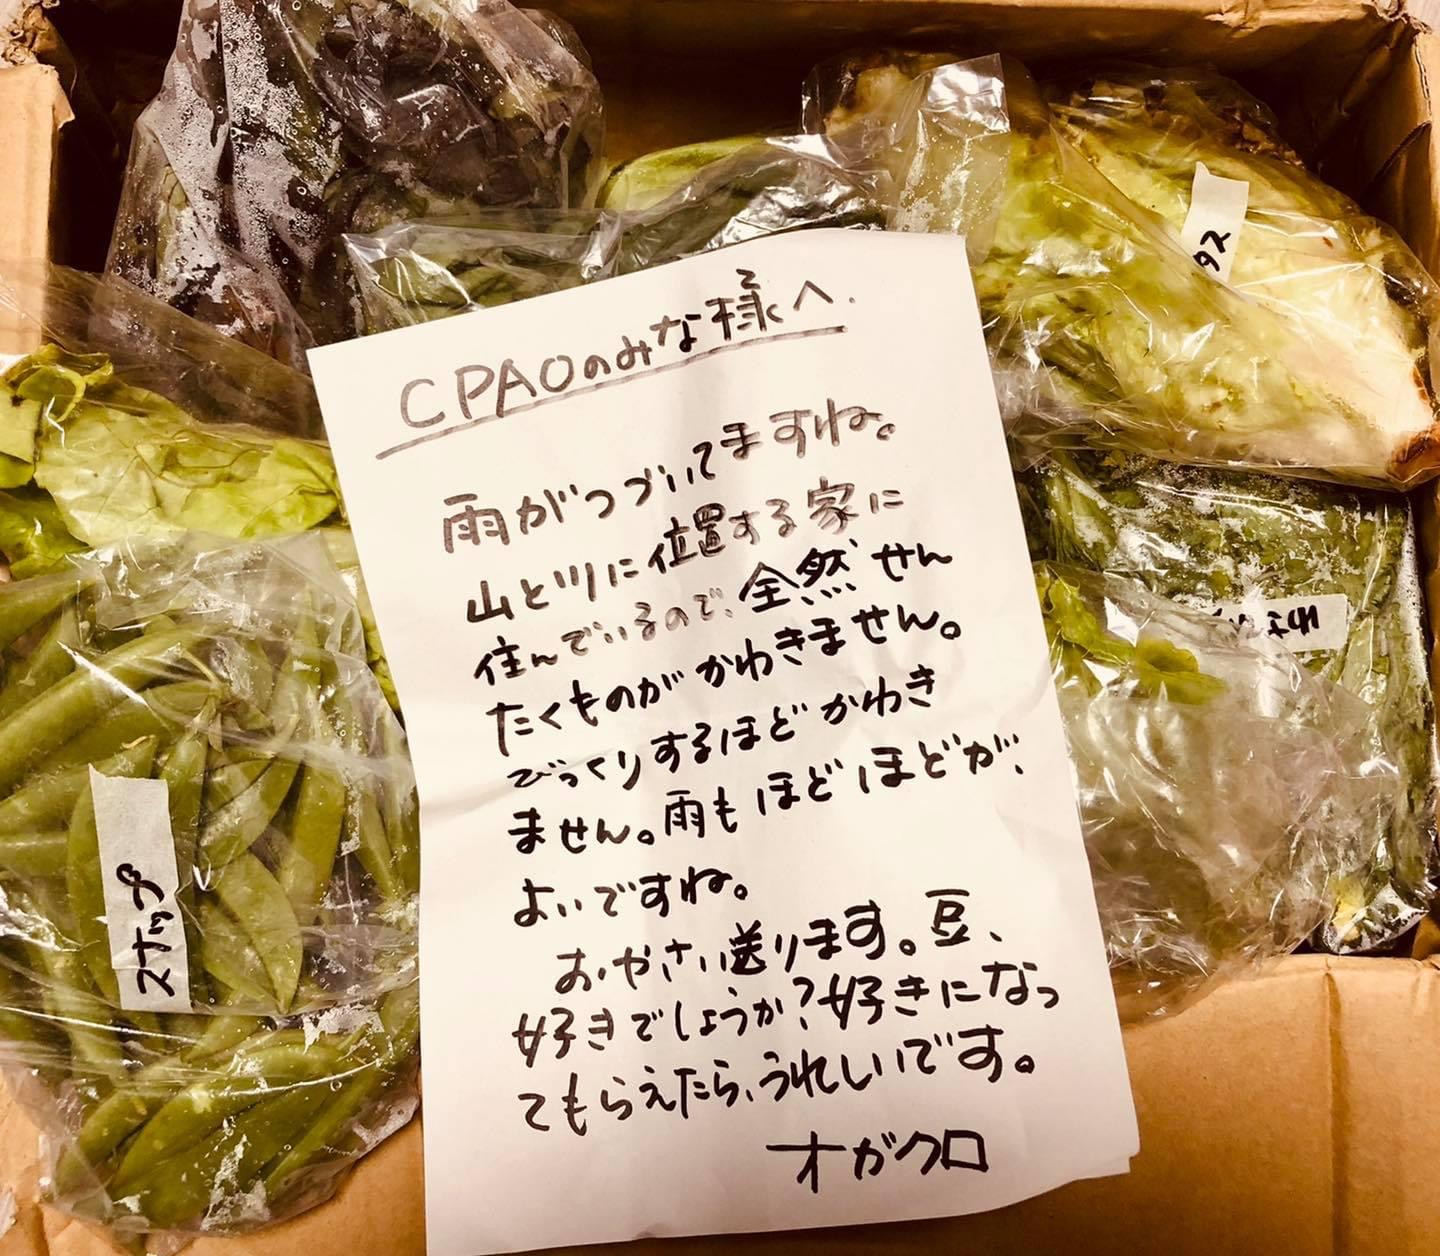 CPAOのみな様へ.
雨がつづいてますね。
山と川に位置する家に
住んでいるので、全然せん
たくものがかわきません。
びっくりするほどかわき
ません。雨もほどほどが、
よいですね。
おやさい送ります。豆、
好きでしょうか?好きになっ
てもらえたら、うれしいです。
オガクロ
スナップ
タス